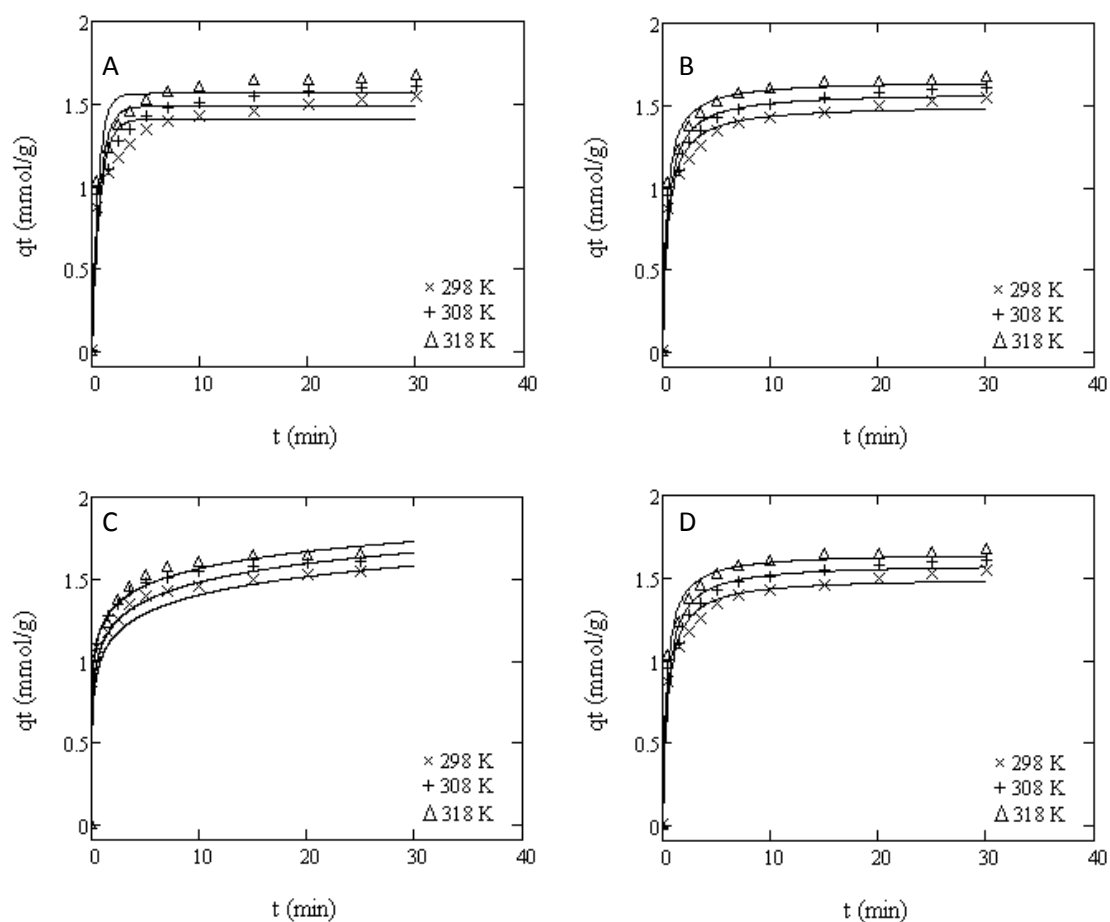 A
2
1.5
1
0.5
0
qt (mmol/g)
× 298 K
+ 308 K
△ 318 K
0 10 20 30 40
t (min)
B
2
1.5
1
0.5
0
qt (mmol/g)
× 298 K
+ 308 K
△ 318 K
0 10 20 30 40
t (min)
C
2
1.5
1
0.5
0
qt (mmol/g)
× 298 K
+ 308 K
△ 318 K
0 10 20 30 40
t (min)
D
2
1.5
1
0.5
0
qt (mmol/g)
× 298 K
+ 308 K
△ 318 K
0 10 20 30 40
t (min)